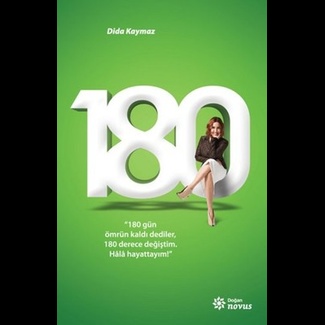 Dida Kaymaz
180
"180 gün
ömrün kaldı dediler,
180 derece değiştim.
Hâlâ hayattayım!"
Doğan
novus